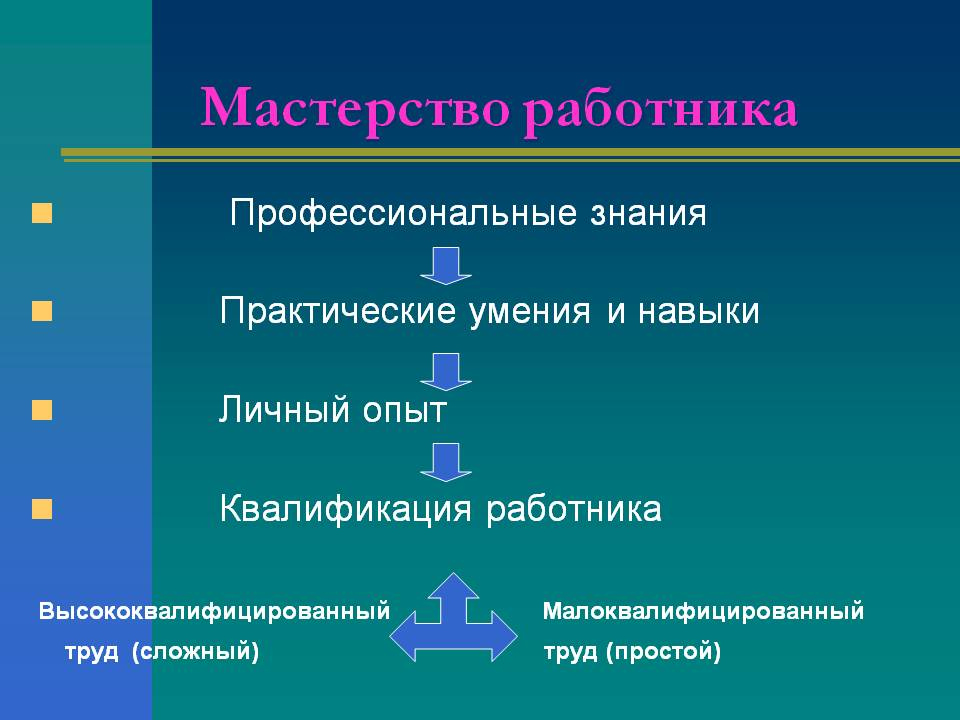 Мастерство работника
Профессиональные знания
Практические умения и навыки
Личный опыт
Квалификация работника
Высококвалифицированный
труд (сложный)
Малоквалифицированный
труд (простой)